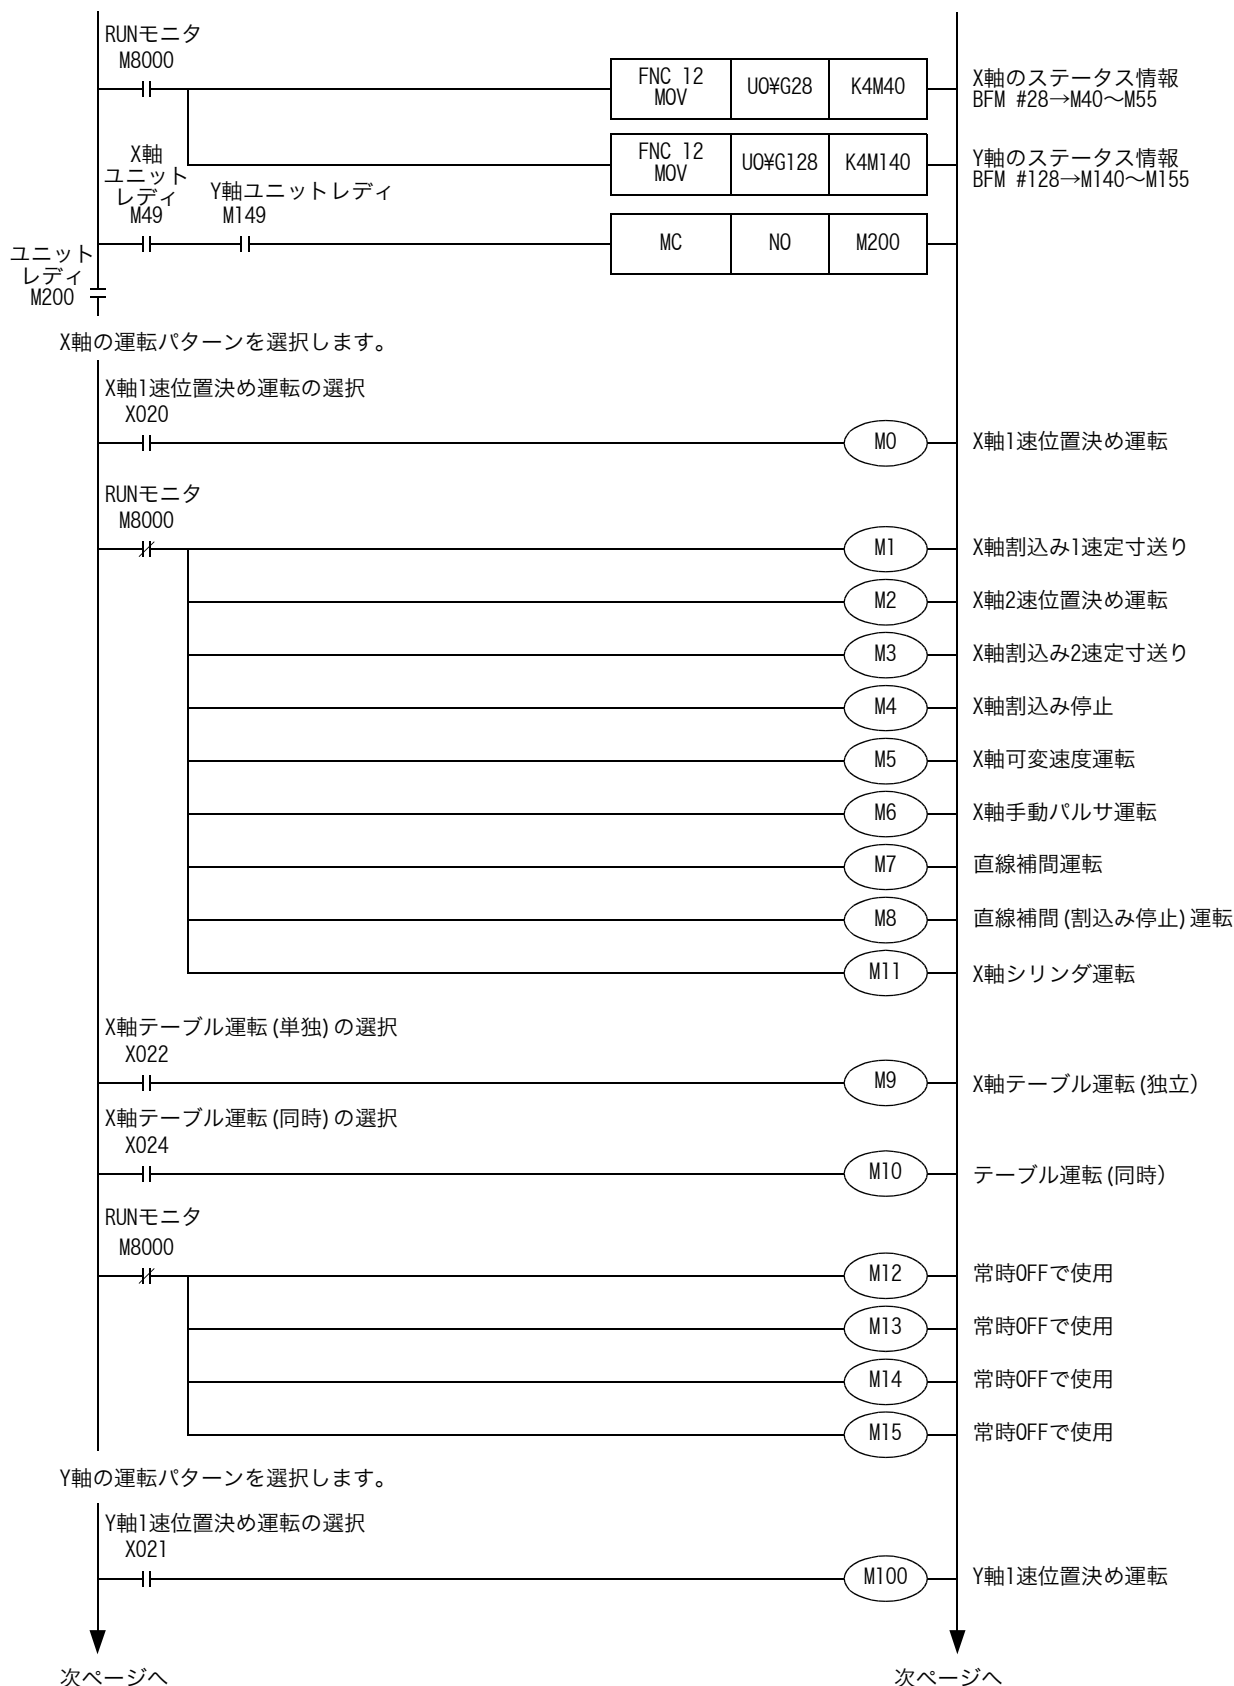 RUNモニタ
M8000
FNC 12
MOV
U0¥G28
K4M40
X軸のステータス情報
BFM #28→M40～M55
FNC 12
MOV
U0¥G128
K4M140
Y軸のステータス情報
BFM #128→M140～M155
X軸
ユニット
レディ
M49
Y軸ユニットレディ
M149
MC
N0
M200
ユニット
レディ
M200
X軸の運転パターンを選択します。
X軸1速位置決め運転の選択
X020
M0
X軸1速位置決め運転
RUNモニタ
M8000
M1
X軸割込み1速定寸送り
M2
X軸2速位置決め運転
M3
X軸割込み2速定寸送り
M4
X軸割込み停止
M5
X軸可変速度運転
M6
X軸手動パルサ運転
M7
直線補間運転
M8
直線補間(割込み停止)運転
M11
X軸シリンダ運転
X軸テーブル運転(単独)の選択
X022
M9
X軸テーブル運転(独立)
X軸テーブル運転(同時)の選択
X024
M10
テーブル運転(同時)
RUNモニタ
M8000
M12
常時OFFで使用
M13
常時OFFで使用
M14
常時OFFで使用
M15
常時OFFで使用
Y軸の運転パターンを選択します。
Y軸1速位置決め運転の選択
X021
M100
Y軸1速位置決め運転
次ページへ
次ページへ